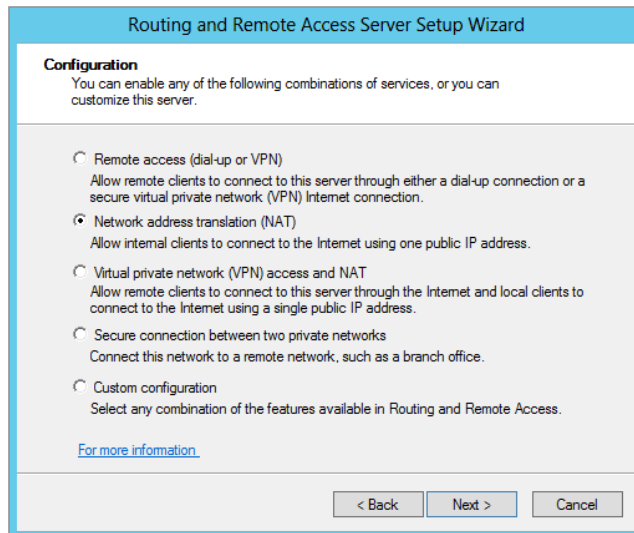 Routing and Remote Access Server Setup Wizard
Configuration
You can enable any of the following combinations of services, or you can
customize this server.
Remote access (dial-up or VPN)
Allow remote clients to connect to this server through either a dial-up connection or a
secure virtual private network (VPN) Internet connection.
Network address translation (NAT)
Allow internal clients to connect to the Internet using one public IP address.
Virtual private network (VPN) access and NAT
Allow remote clients to connect to this server through the Internet and local clients to
connect to the Internet using a single public IP address.
Secure connection between two private networks
Connect this network to a remote network, such as a branch office.
Custom configuration
Select any combination of the features available in Routing and Remote Access.
For more information
< Back Next > Cancel